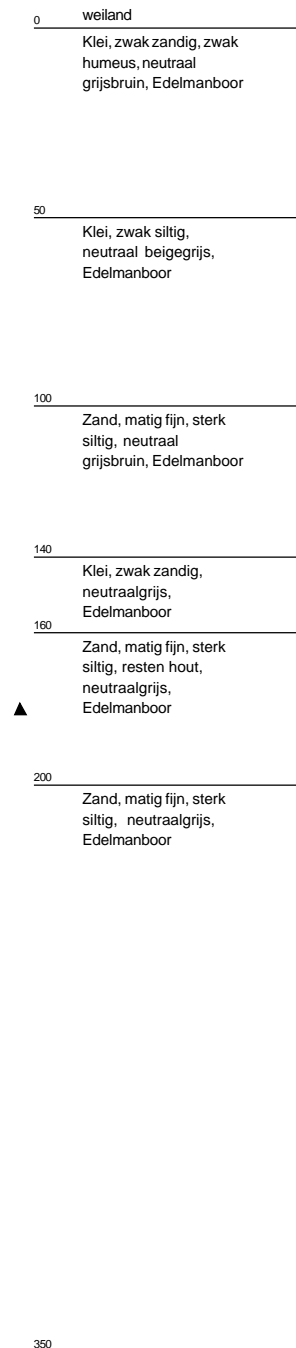 0 weiland
Klei, zwak zandig, zwak
humeus, neutraal
grijsbruin, Edelmanboor
50
Klei, zwak siltig,
neutraal beigegrijs,
Edelmanboor
100
Zand, matig fijn, sterk
siltig, neutraal
grijsbruin, Edelmanboor
140
Klei, zwak zandig,
neutraalgrijs,
Edelmanboor
160
Zand, matig fijn, sterk
siltig, resten hout,
neutraalgrijs,
Edelmanboor
200
Zand, matig fijn, sterk
siltig, neutraalgrijs,
Edelmanboor
350